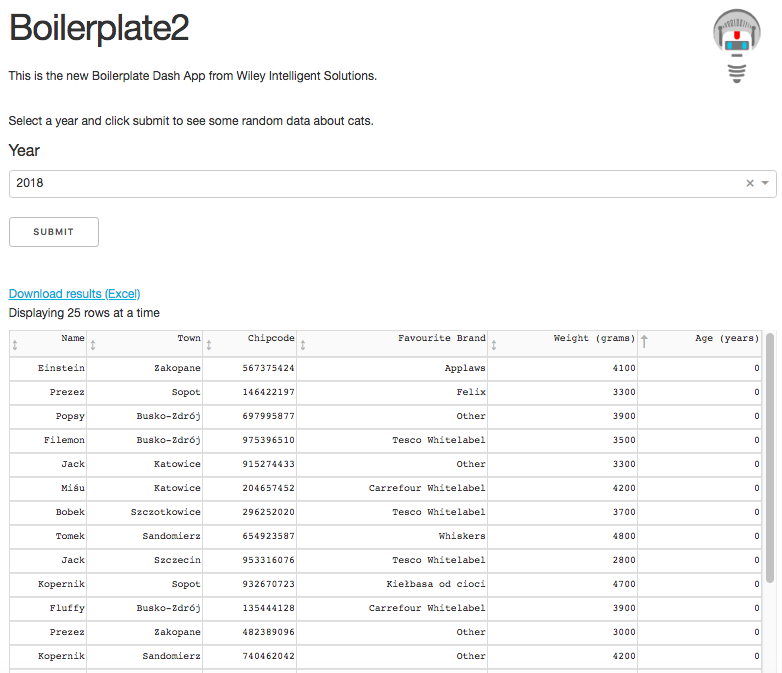 Boilerplate2
This is the new Boilerplate Dash App from Wiley Intelligent Solutions.
Select a year and click submit to see some random data about cats.
Year
2018
SUBMIT
Download results (Excel)
Displaying 25 rows at a time
Name Town Chipcode Favourite Brand Weight (grams) Age (years)
Einstein Zakopane 567375424 Applaws 4100 0
Prezez Sopot 146422197 Felix 3300 0
Popsy Busko-Zdrój 697995877 Other 3900 0
Filemon Busko-Zdrój 975396510 Tesco Whitelabel 3500 0
Jack Katowice 915274433 Other 3300 0
Miśu Katowice 204657452 Carrefour Whitelabel 4200 0
Bobek Szczotkowice 296252020 Tesco Whitelabel 3700 0
Tomek Sandomierz 654923587 Whiskers 4800 0
Jack Szczecin 953316076 Tesco Whitelabel 2800 0
Kopernik Sopot 932670723 Kiełbasa od cioci 4700 0
Fluffy Busko-Zdrój 135444128 Carrefour Whitelabel 3900 0
Prezez Zakopane 482389096 Other 3000 0
Kopernik Sandomierz 740462042 Other 4200 0